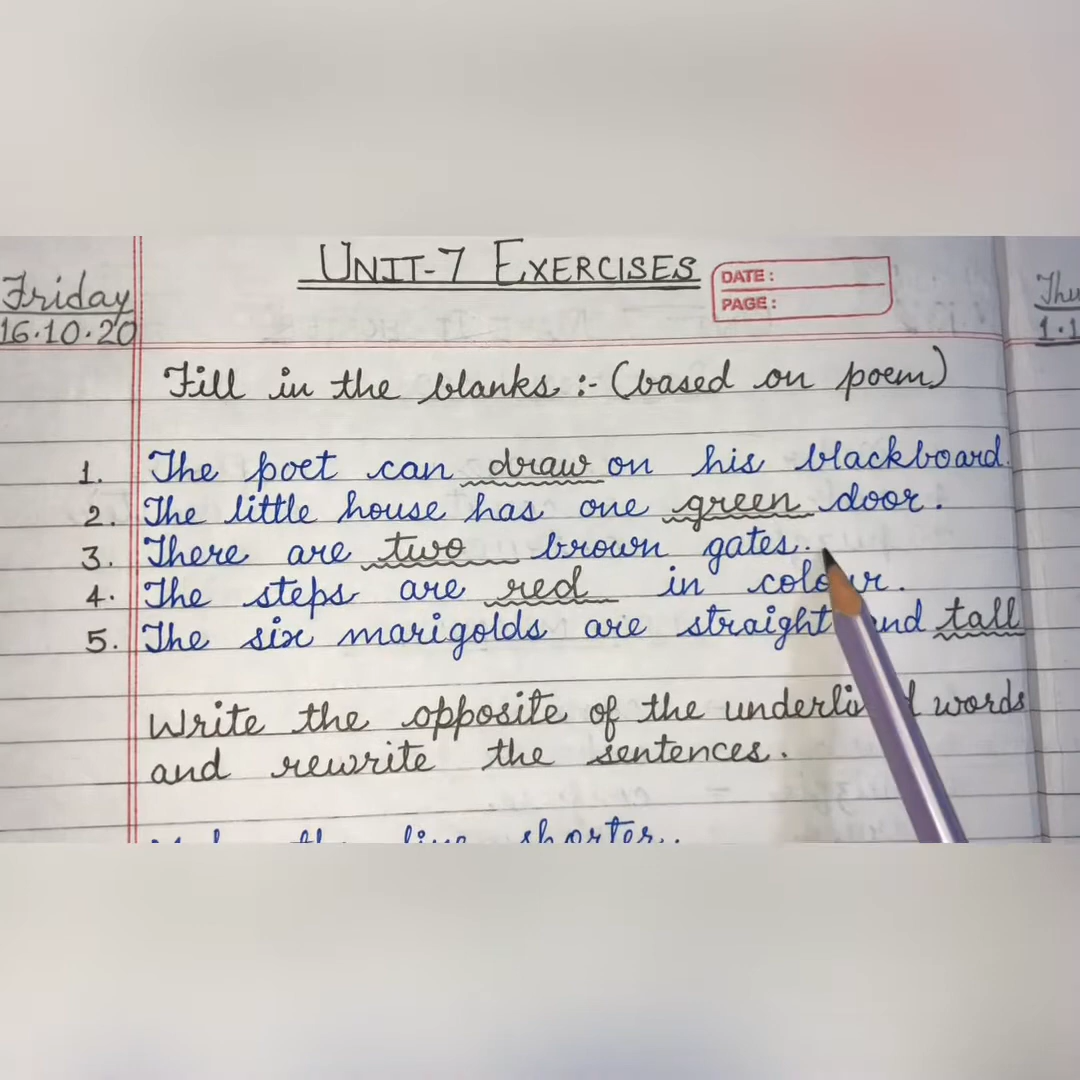 UNIT-7 EXERCISES
DATE:
PAGE:
Friday
16.10.20
Fill in the blanks :- (based on poem)
1. The poet can draw on his blackboard.
2. The little house has one green door.
3. There are two brown gates.
4. The steps are red in colour.
5. The six marigolds are straight and tall
Write the opposite of the underlined words
and rewrite the sentences.
the line shorter.